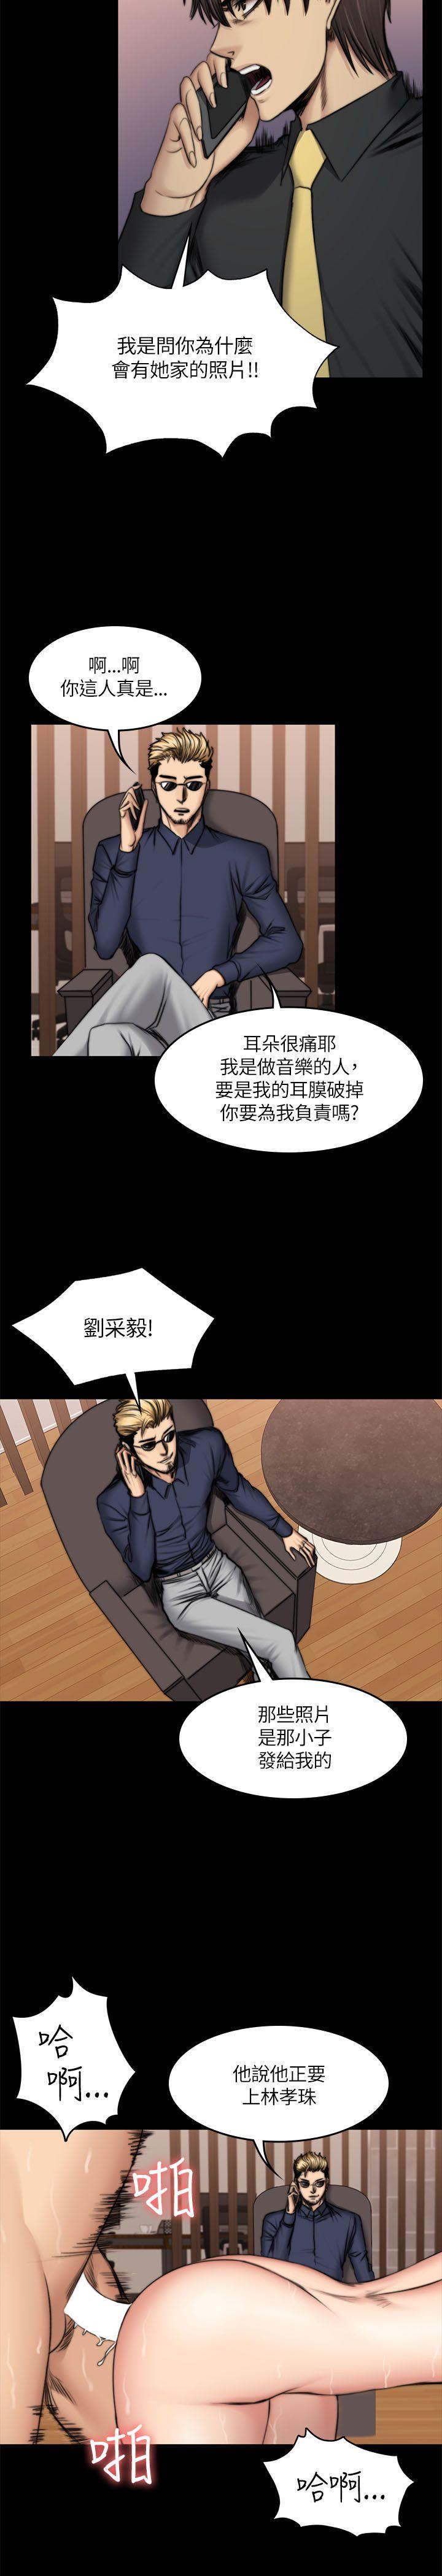 我是問你為什麼
會有她家的照片!!
啊...啊
你這人真是...
耳朵很痛耶
我是做音樂的人，
要是我的耳膜破掉
你要為我負責嗎?
劉采毅!
那些照片
是那小子
發給我的
哈
啊...
他說他正要
上林孝珠
啪
啪
哈啊...